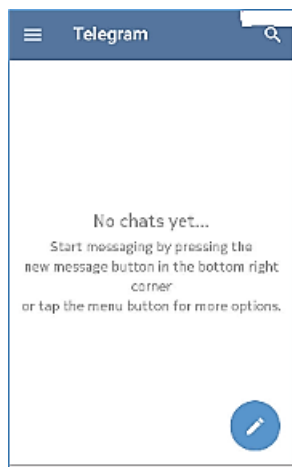 Telegram
No chats yet...
Start messaging by pressing the
new message button in the bottom right
corner
or tap the menu button for more options.